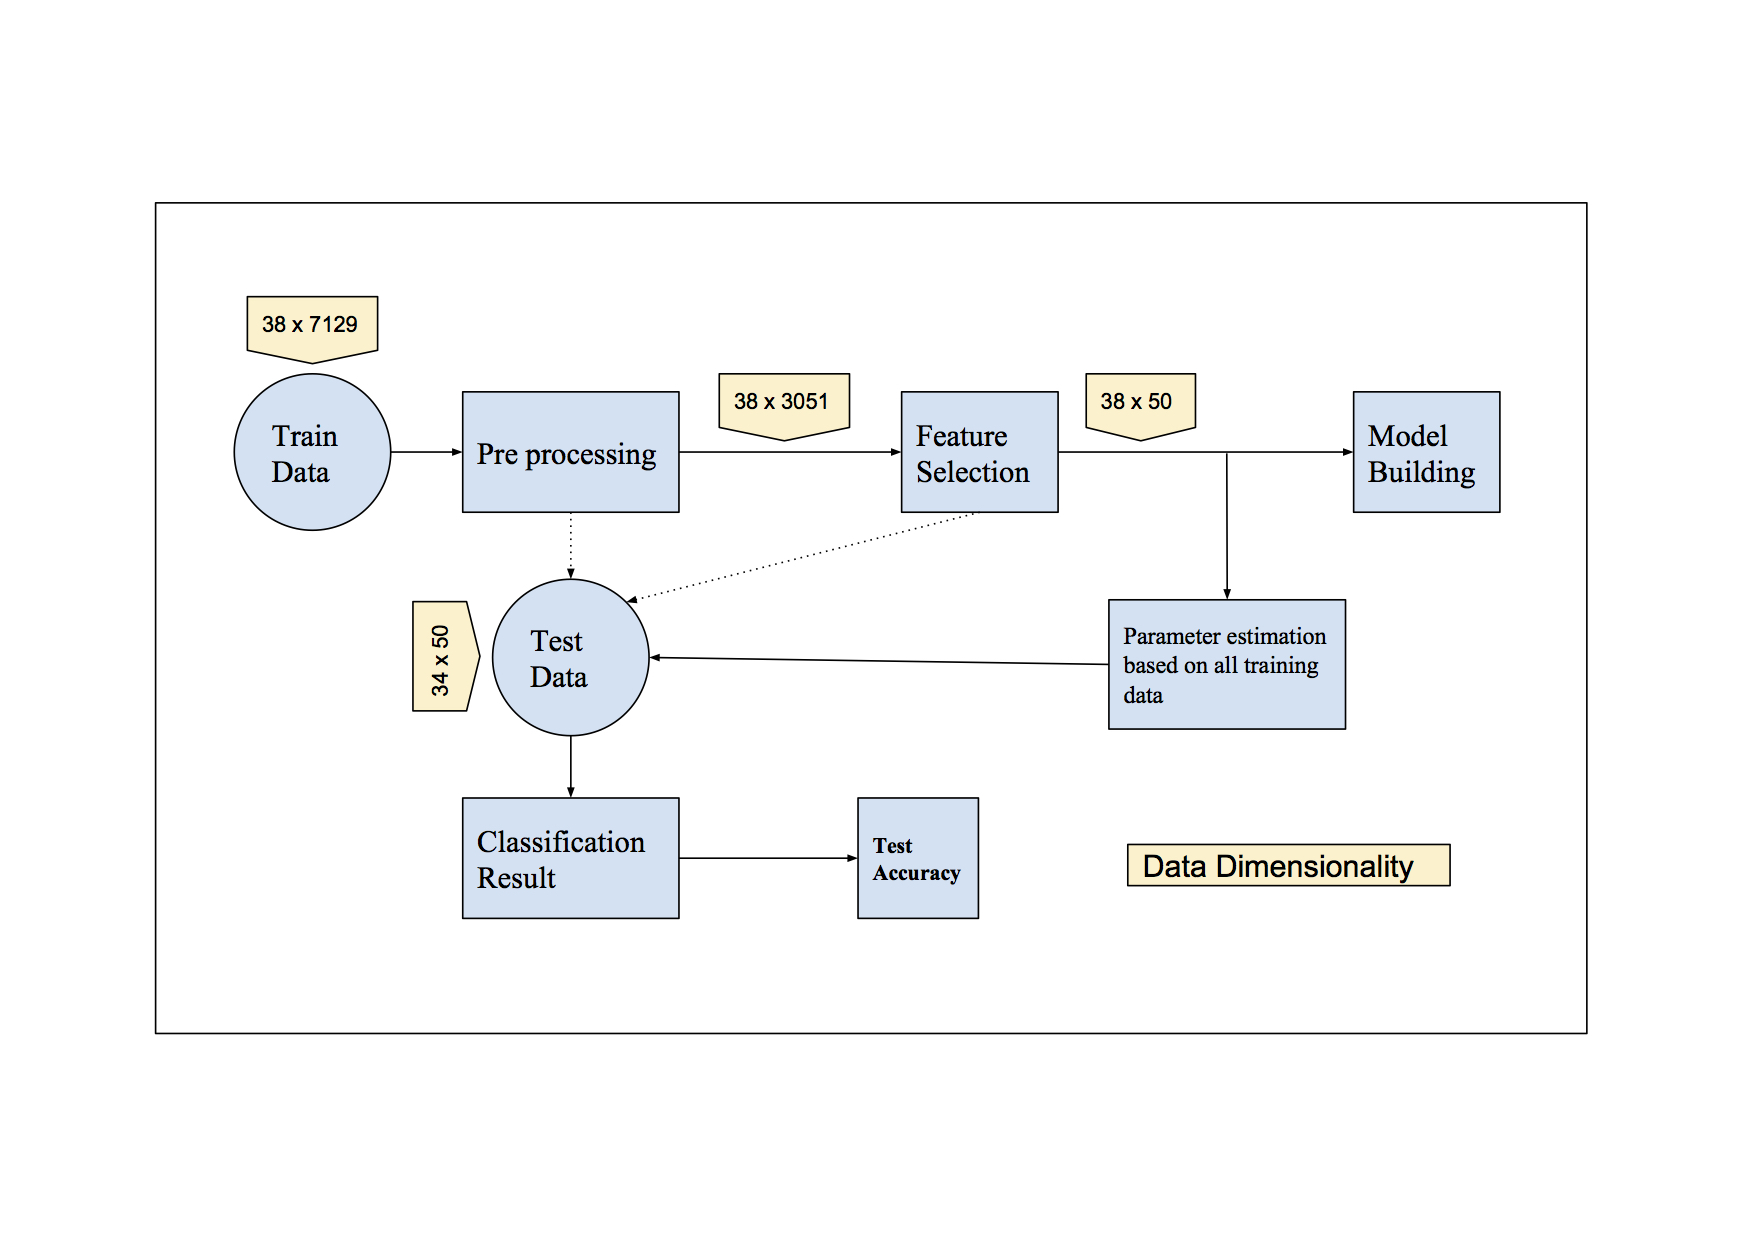 38 x 7129
Train
Data
Pre processing
38 x 3051
Feature
Selection
38 x 50
Model
Building
34 x 50
Test
Data
Parameter estimation
based on all training
data
Classification
Result
Test
Accuracy
Data Dimensionality